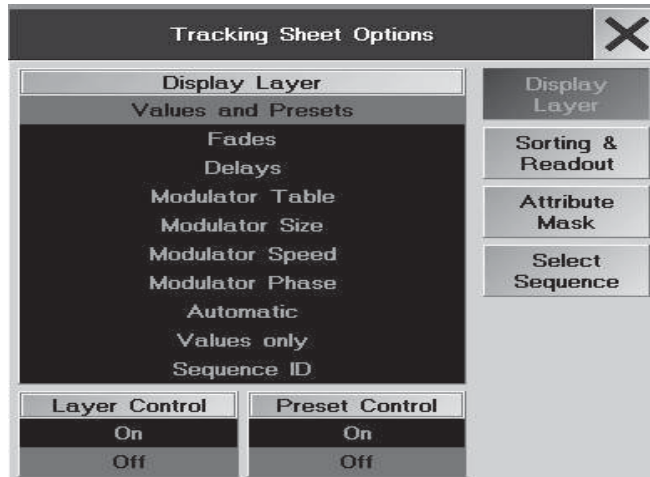 Tracking Sheet Options
Display Layer
Values and Presets
Fades
Delays
Modulator Table
Modulator Size
Modulator Speed
Modulator Phase
Automatic
Values only
Sequence ID
Layer Control
On
Off
Preset Control
On
Off
Display
Layer
Sorting &
Readout
Attribute
Mask
Select
Sequence